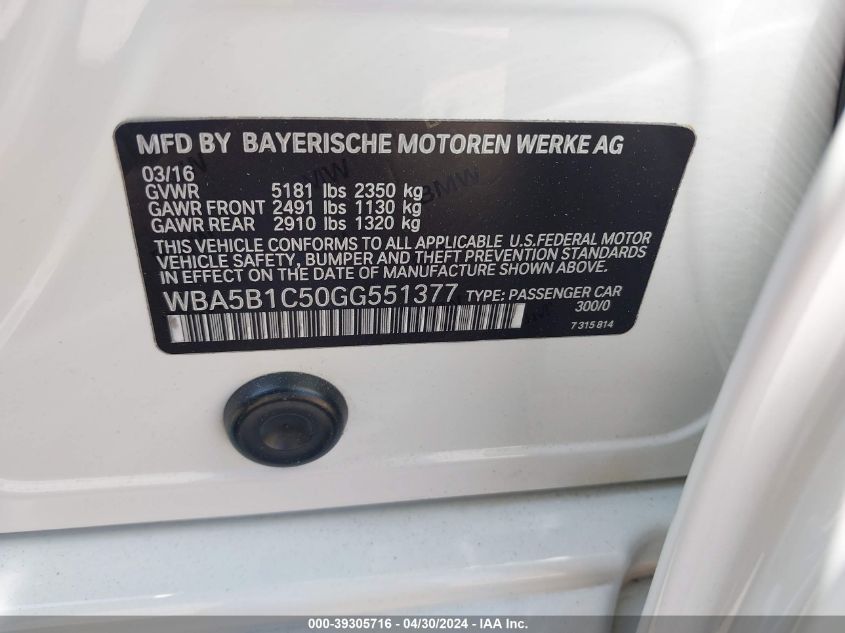 MFD BY BAYERISCHE MOTOREN WERKE AG
03/16
GVWR 5181 lbs 2350 kg
GAWR FRONT 2491 lbs 1130 kg
GAWR REAR 2910 lbs 1320 kg
THIS VEHICLE CONFORMS TO ALL APPLICABLE U.S.FEDERAL MOTOR
VEHICLE SAFETY, BUMPER AND THEFT PREVENTION STANDARDS
IN EFFECT ON THE DATE OF MANUFACTURE SHOWN ABOVE.
WBA5B1C50GG551377 TYPE: PASSENGER CAR
300/0
7 315 814
000-39305716 - 04/30/2024 - IAA Inc.